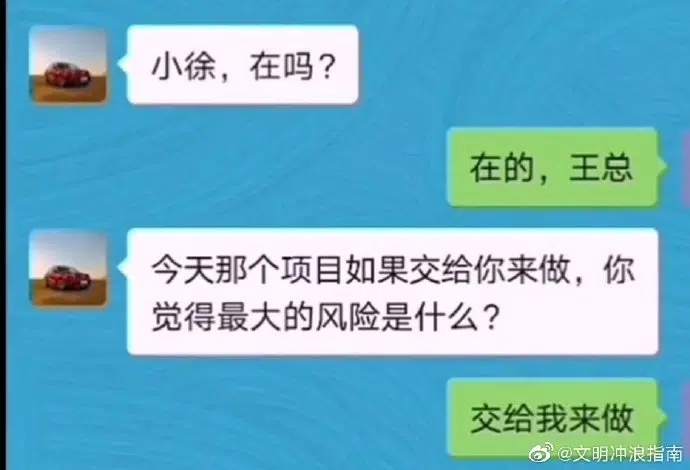 小徐，在吗？
在的，王总
今天那个项目如果交给你来做，你
觉得最大的风险是什么？
交给我来做
@文明冲浪指南